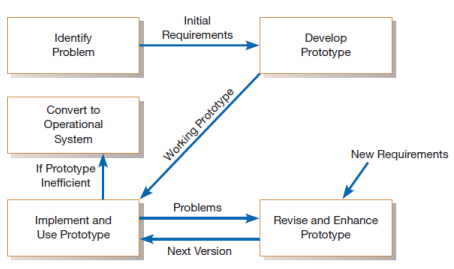 Identify
Problem
Initial
Requirements
Develop
Prototype
Working Prototype
Convert to
Operational
System
If Prototype
Inefficient
New Requirements
Implement and
Use Prototype
Problems
Next Version
Revise and Enhance
Prototype